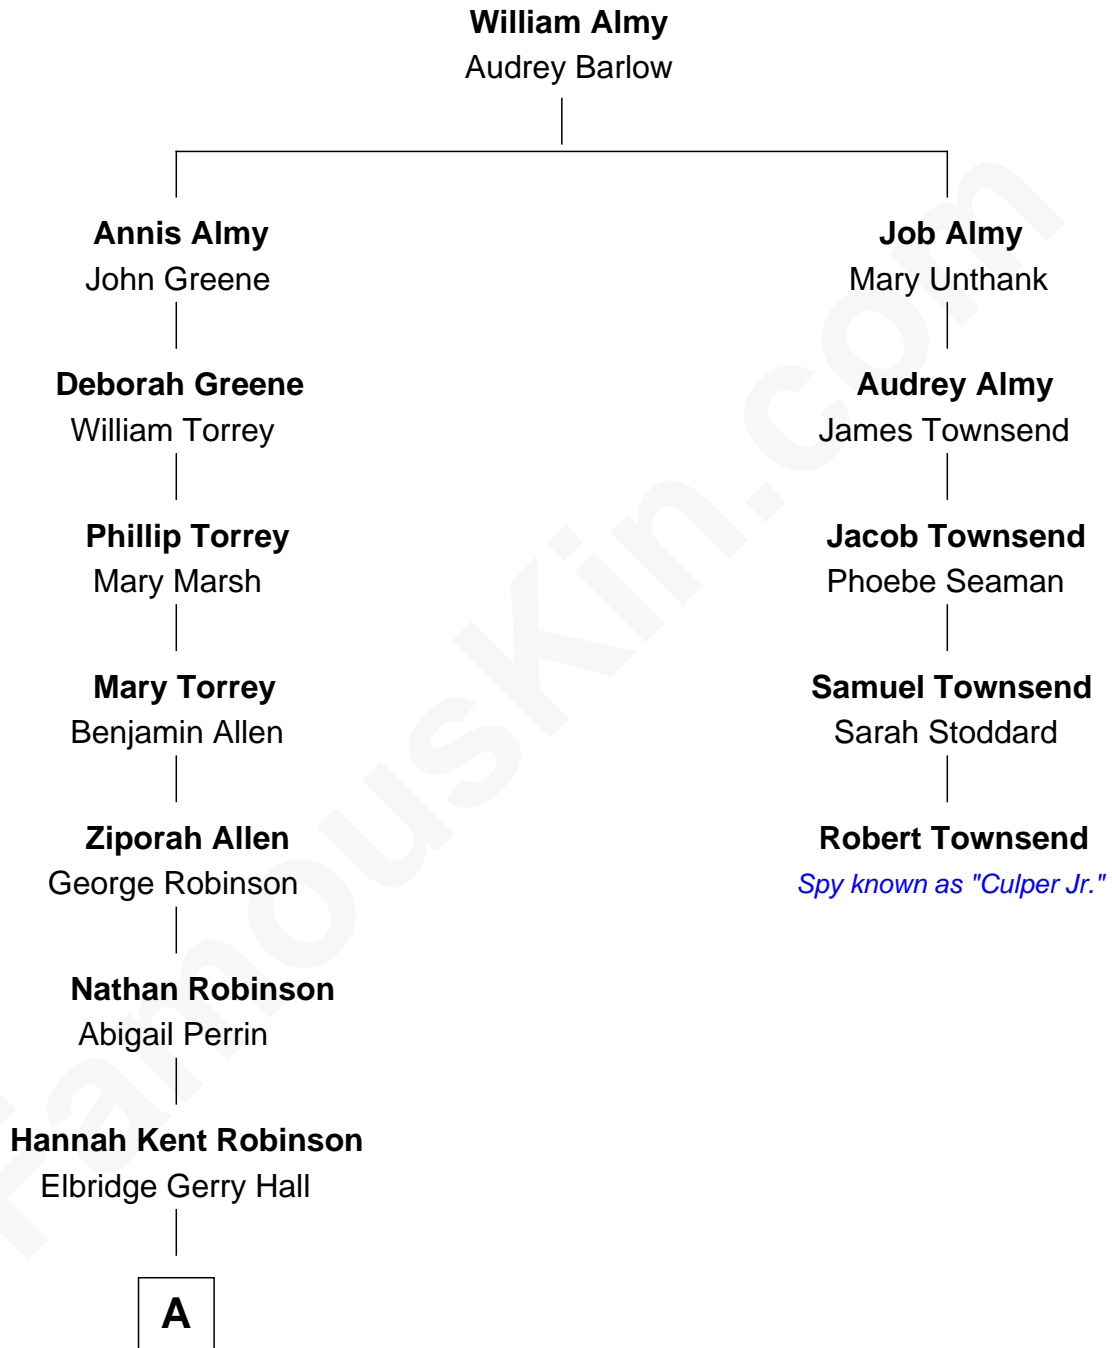 William Almy
Audrey Barlow
Annis Almy
John Greene
Job Almy
Mary Unthank
Deborah Greene
William Torrey
Audrey Almy
James Townsend
Phillip Torrey
Mary Marsh
Jacob Townsend
Phoebe Seaman
Mary Torrey
Benjamin Allen
Samuel Townsend
Sarah Stoddard
Ziporah Allen
George Robinson
Robert Townsend
Spy known as "Culper Jr."
Nathan Robinson
Abigail Perrin
Hannah Kent Robinson
Elbridge Gerry Hall
A
FamousKin.com